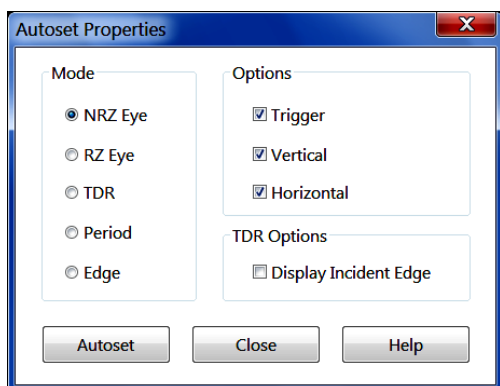 Autoset Properties
Mode
NRZ Eye
RZ Eye
TDR
Period
Edge
Options
Trigger
Vertical
Horizontal
TDR Options
Display Incident Edge
Autoset
Close
Help